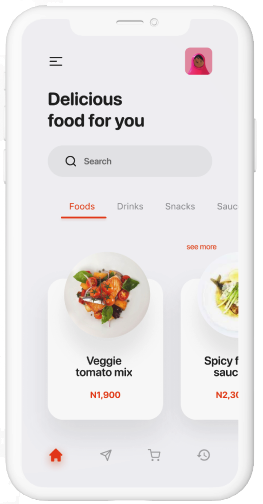 Delicious
food for you
Search
Foods Drinks Snacks Sauc
see more
Veggie
tomato mix
N1,900
Spicy f
sauc
N2,30